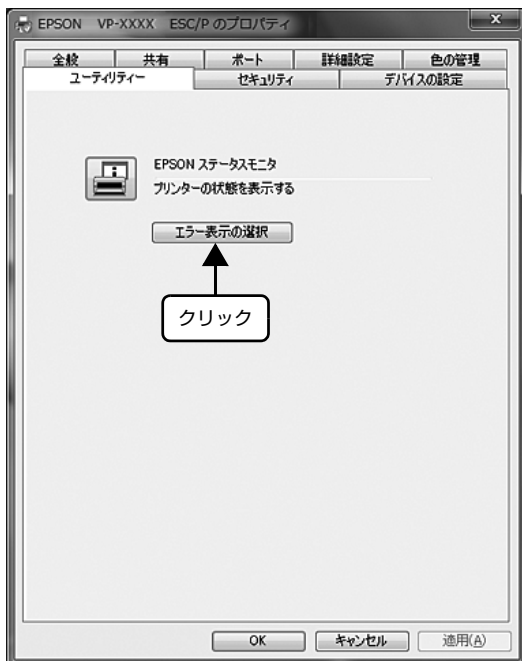 EPSON VP-XXXX ESC/P のプロパティ
全般 共有 ポート 詳細設定 色の管理
ユーティリティー セキュリティ デバイスの設定
EPSON ステータスモニタ
プリンターの状態を表示する
エラー表示の選択
クリック
OK キャンセル 適用(A)